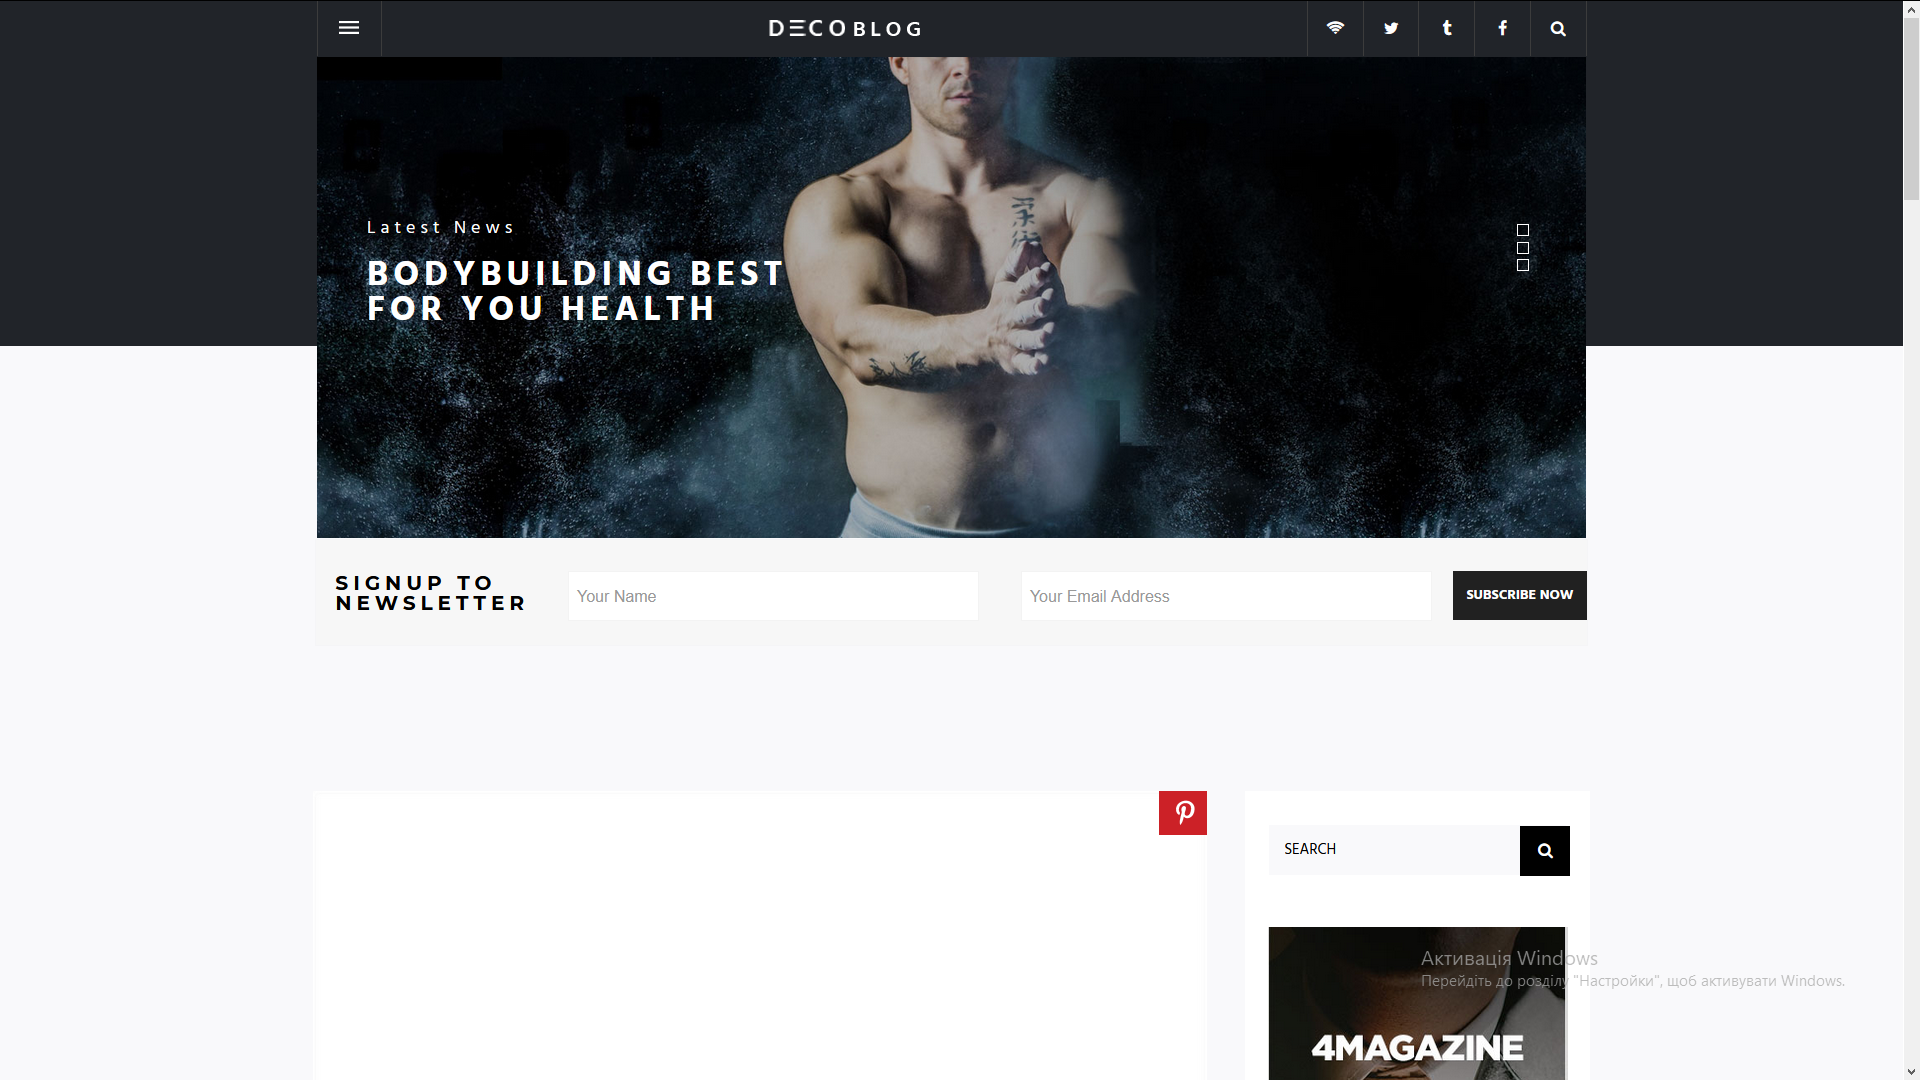 DECOBLOG
Latest News
BODYBUILDING BEST
FOR YOU HEALTH
SIGNUP TO
NEWSLETTER
Your Name
Your Email Address
SUBSCRIBE NOW
SEARCH
Активація Windows
Перейдіть до розділу "Настройки", щоб активувати Windows.
4MAGAZINE